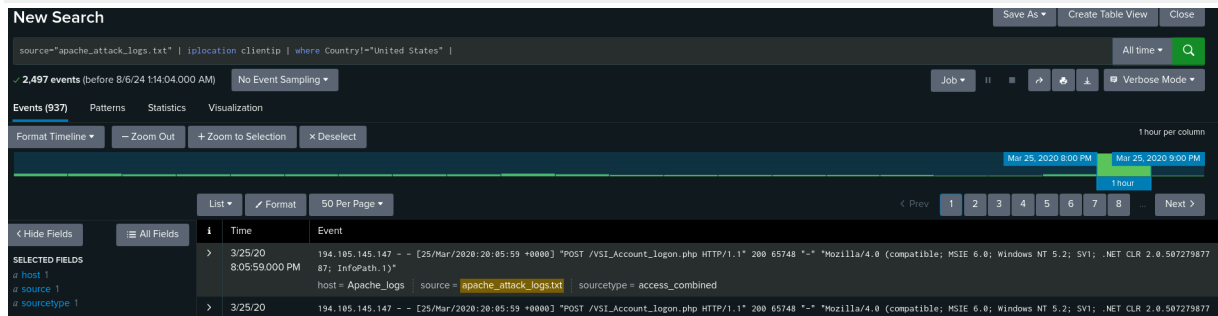 New Search
Save As ▾ Create Table View Close
source="apache_attack_logs.txt" | iplocation clientip | where Country!="United States" |
All time ▾
✓ 2,497 events (before 8/6/24 1:14:04.000 AM) No Event Sampling ▾
Job ▾ Verbose Mode ▾
Events (937) Patterns Statistics Visualization
Format Timeline ▾ — Zoom Out + Zoom to Selection × Deselect
1 hour per column
Mar 25, 2020 8:00 PM Mar 25, 2020 9:00 PM
1 hour
List ▾ Format 50 Per Page ▾
< Prev 1 2 3 4 5 6 7 8 ... Next >
< Hide Fields All Fields
i Time Event
SELECTED FIELDS
a host 1
a source 1
a sourcetype 1
> 3/25/20
8:05:59.000 PM
194.105.145.147 - - [25/Mar/2020:20:05:59 +0000] "POST /VSI_Account_logon.php HTTP/1.1" 200 65748 "-" "Mozilla/4.0 (compatible; MSIE 6.0; Windows NT 5.2; SV1; .NET CLR 2.0.507279877
87; InfoPath.1)"
host = Apache_logs source = apache_attack_logs.txt sourcetype = access_combined
> 3/25/20
194.105.145.147 - - [25/Mar/2020:20:05:59 +0000] "POST /VSI_Account_logon.php HTTP/1.1" 200 65748 "-" "Mozilla/4.0 (compatible; MSIE 6.0; Windows NT 5.2; SV1; .NET CLR 2.0.507279877